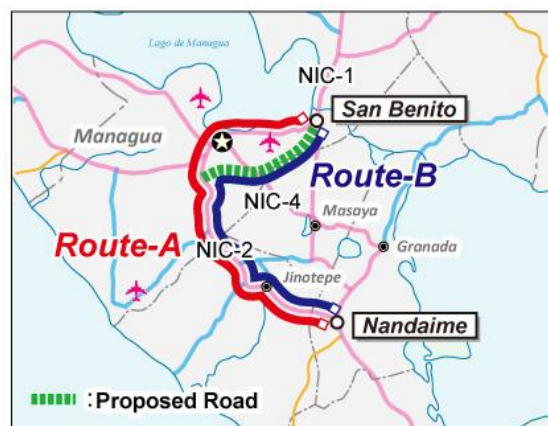 Lago de Managua
NIC-1
San Benito
Managua
Route-B
NIC-4
Masaya
Route-A
NIC-2
Granada
Jinotepe
Nandaime
:Proposed Road